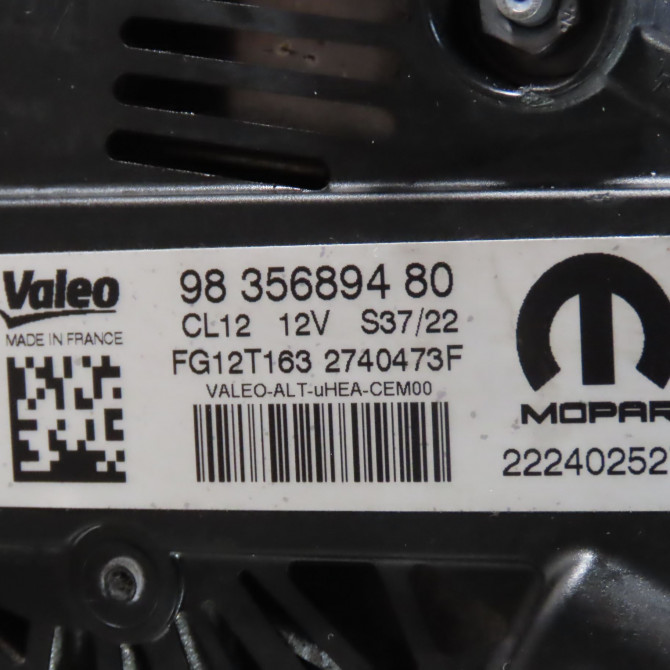 Valeo
MADE IN FRANCE
98 356894 80
CL12 12V S37/22
FG12T163 2740473F
VALEO-ALT-uHEA-CEM00
MOPAR
22240252